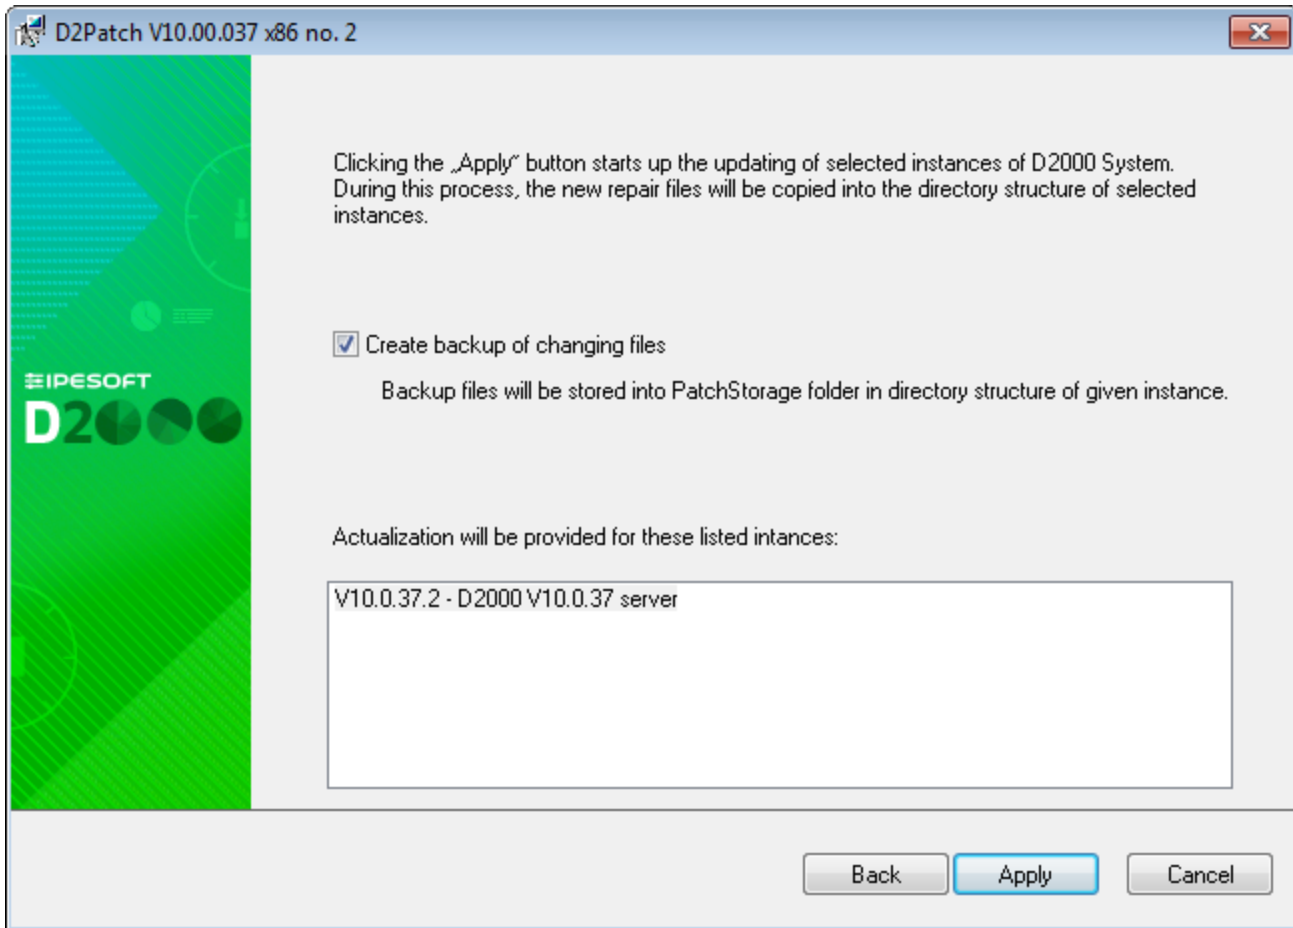 D2Patch V10.00.037 x86 no. 2
Clicking the „Apply“ button starts up the updating of selected instances of D2000 System.
During this process, the new repair files will be copied into the directory structure of selected
instances.
Create backup of changing files
Backup files will be stored into PatchStorage folder in directory structure of given instance.
IPESOFT
D2000
Actualization will be provided for these listed intances:
V10.0.37.2 - D2000 V10.0.37 server
Back
Apply
Cancel